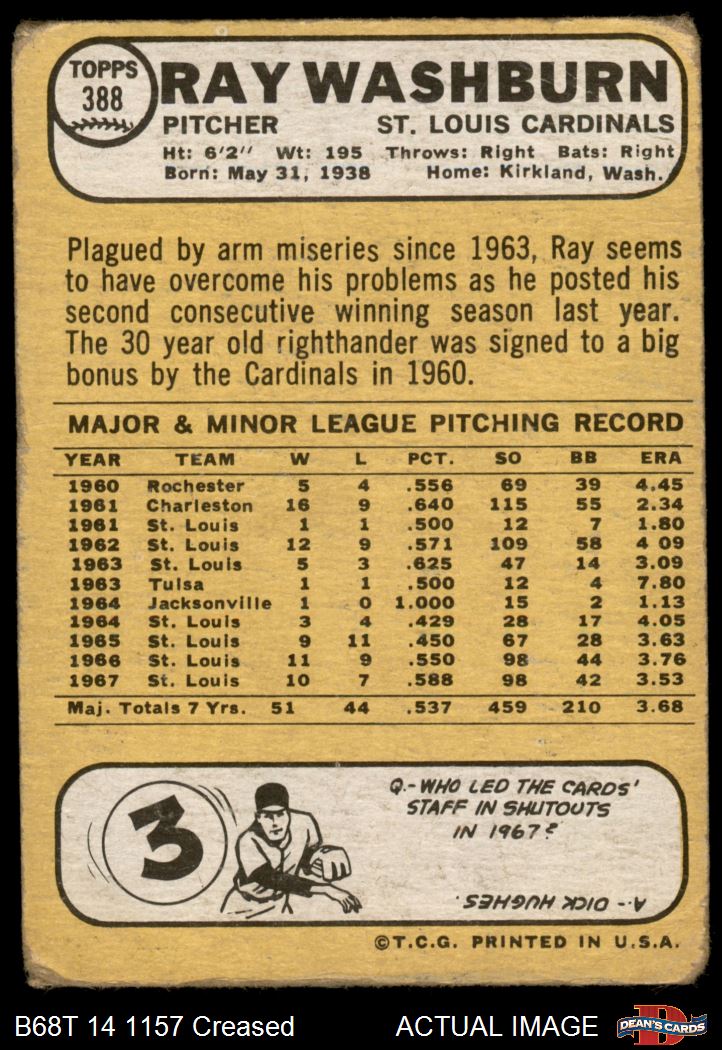 TOPPS
388
RAY WASHBURN
PITCHER ST. LOUIS CARDINALS
Ht: 6'2" Wt: 195 Throws: Right Bats: Right
Born: May 31, 1938 Home: Kirkland, Wash.
Plagued by arm miseries since 1963, Ray seems
to have overcome his problems as he posted his
second consecutive winning season last year.
The 30 year old righthander was signed to a big
bonus by the Cardinals in 1960.
MAJOR & MINOR LEAGUE PITCHING RECORD
YEAR TEAM W L PCT. SO BB ERA
1960 Rochester 5 4 .556 69 39 4.45
1961 Charleston 16 9 .640 115 55 2.34
1961 St. Louis 1 1 .500 12 7 1.80
1962 St. Louis 12 9 .571 109 58 4 09
1963 St. Louis 5 3 .625 47 14 3.09
1963 Tulsa 1 1 .500 12 4 7.80
1964 Jacksonville 1 0 1.000 15 2 1.13
1964 St. Louis 3 4 .429 28 17 4.05
1965 St. Louis 9 11 .450 67 28 3.63
1966 St. Louis 11 9 .550 98 44 3.76
1967 St. Louis 10 7 .588 98 42 3.53
Maj. Totals 7 Yrs. 51 44 .537 459 210 3.68
3
Q.-WHO LED THE CARDS'
STAFF IN SHUTOUTS
IN 1967?
A.-DICK HUGHES.
©T.C.G. PRINTED IN U.S.A.
B68T 14 1157 Creased ACTUAL IMAGE DEAN'S CARDS